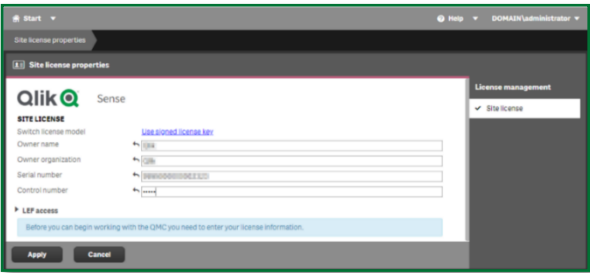 Start
Help DOMAIN\administrator
Site license properties
Site license properties
License management
Site license
Qlik Sense
SITE LICENSE
Switch license model Use signed license key
Owner name
Owner organization Qlik
Serial number
Control number •••••
LEF access
Before you can begin working with the QMC you need to enter your license information.
Apply Cancel